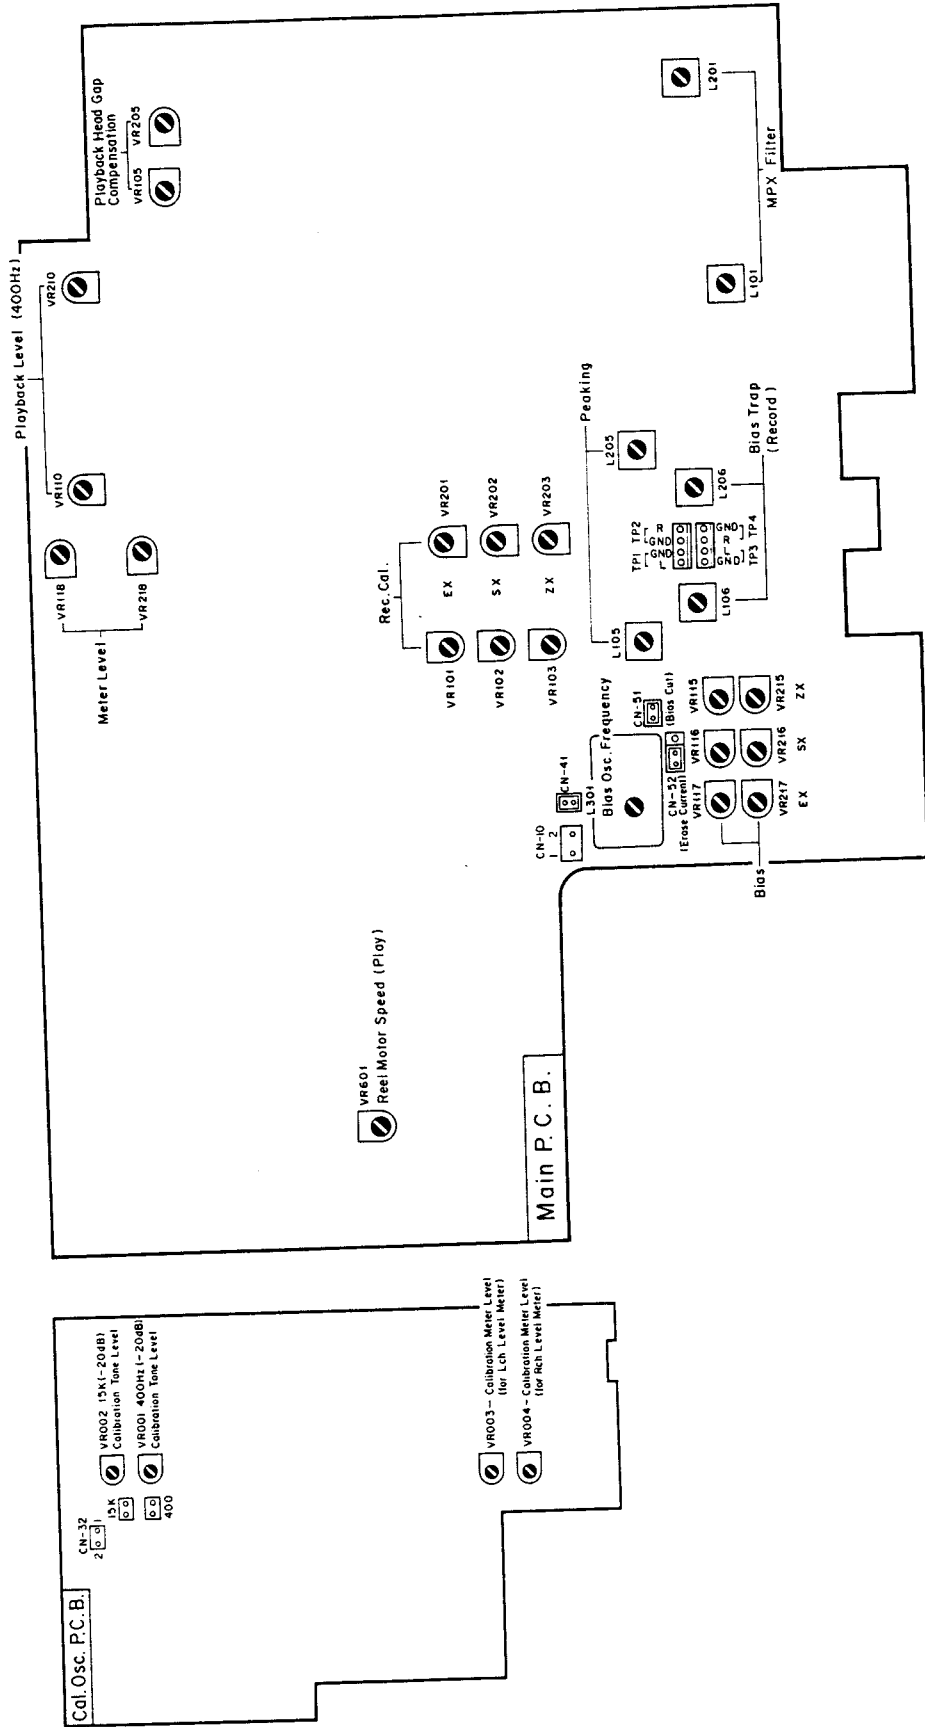 Playback Level (400Hz)
VR110
VR210
Playback Head Gap
Compensation
VR105
VR205
VR118
VR218
Meter Level
Rec. Cal.
VR101
EX
VR201
VR102
SX
VR202
VR103
ZX
VR203
Peaking
L105
L205
L101
L201
MPX Filter
L106
L206
Bias Trap
(Record)
TP1 TP2
L GND GND R
GND L R GND
TP3 TP4
CN-10
1 2
CN-41
L301
Bias Osc. Frequency
CN-51
(Bias Cut)
CN-52
(Erase Current)
VR117
VR116
VR115
VR217
VR216
VR215
EX
SX
ZX
Bias
VR601
Reel Motor Speed (Play)
Main P. C. B.
Cal. Osc. P.C.B.
CN-32
2 1
15K
VR002 15K(-20dB)
Calibration Tone Level
400
VR001 400Hz(-20dB)
Calibration Tone Level
VR003 - Calibration Meter Level
(for Lch Level Meter)
VR004 - Calibration Meter Level
(for Rch Level Meter)